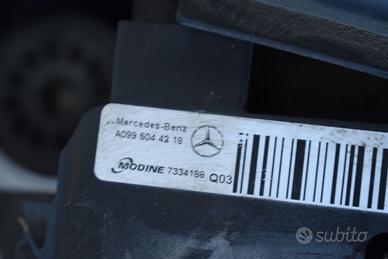 Mercedes-Benz
A099 504 42 18
MODINE 7334188 Q03
subito